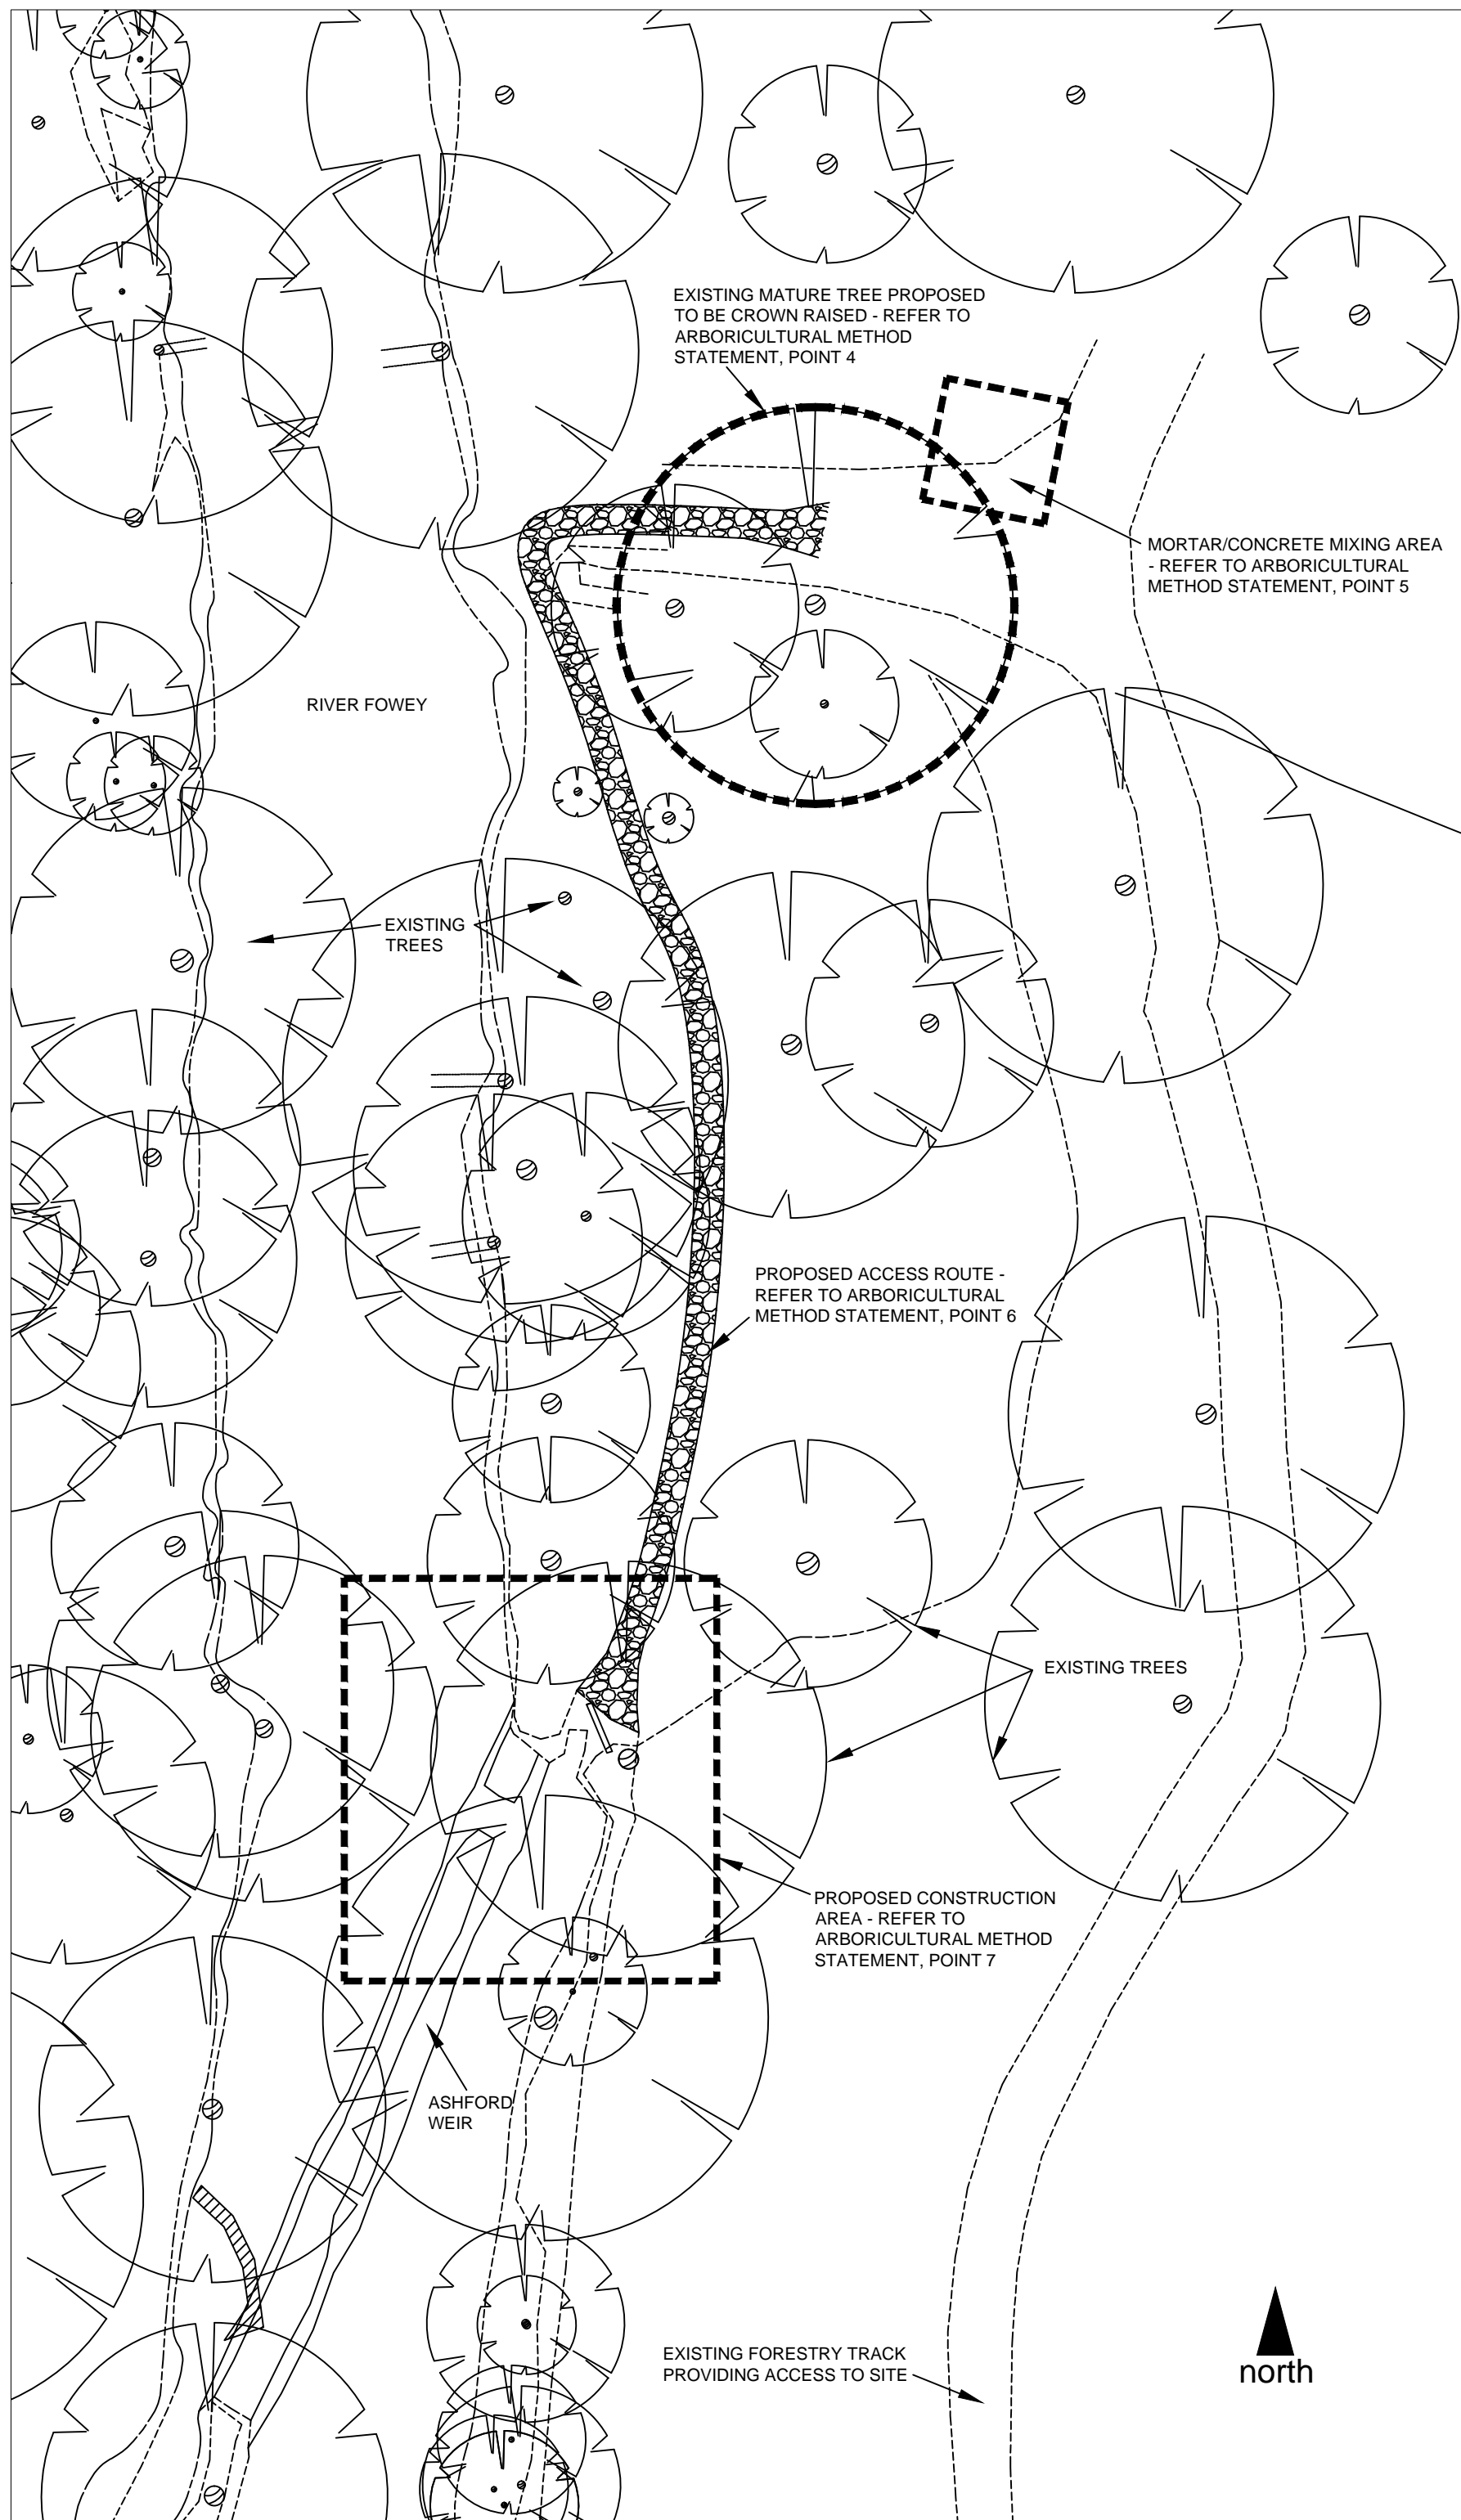 EXISTING MATURE TREE PROPOSED
TO BE CROWN RAISED - REFER TO
ARBORICULTURAL METHOD
STATEMENT, POINT 4
MORTAR/CONCRETE MIXING AREA
- REFER TO ARBORICULTURAL
METHOD STATEMENT, POINT 5
RIVER FOWEY
EXISTING
TREES
PROPOSED ACCESS ROUTE -
REFER TO ARBORICULTURAL
METHOD STATEMENT, POINT 6
EXISTING TREES
PROPOSED CONSTRUCTION
AREA - REFER TO
ARBORICULTURAL METHOD
STATEMENT, POINT 7
ASHFORD
WEIR
EXISTING FORESTRY TRACK
PROVIDING ACCESS TO SITE
north